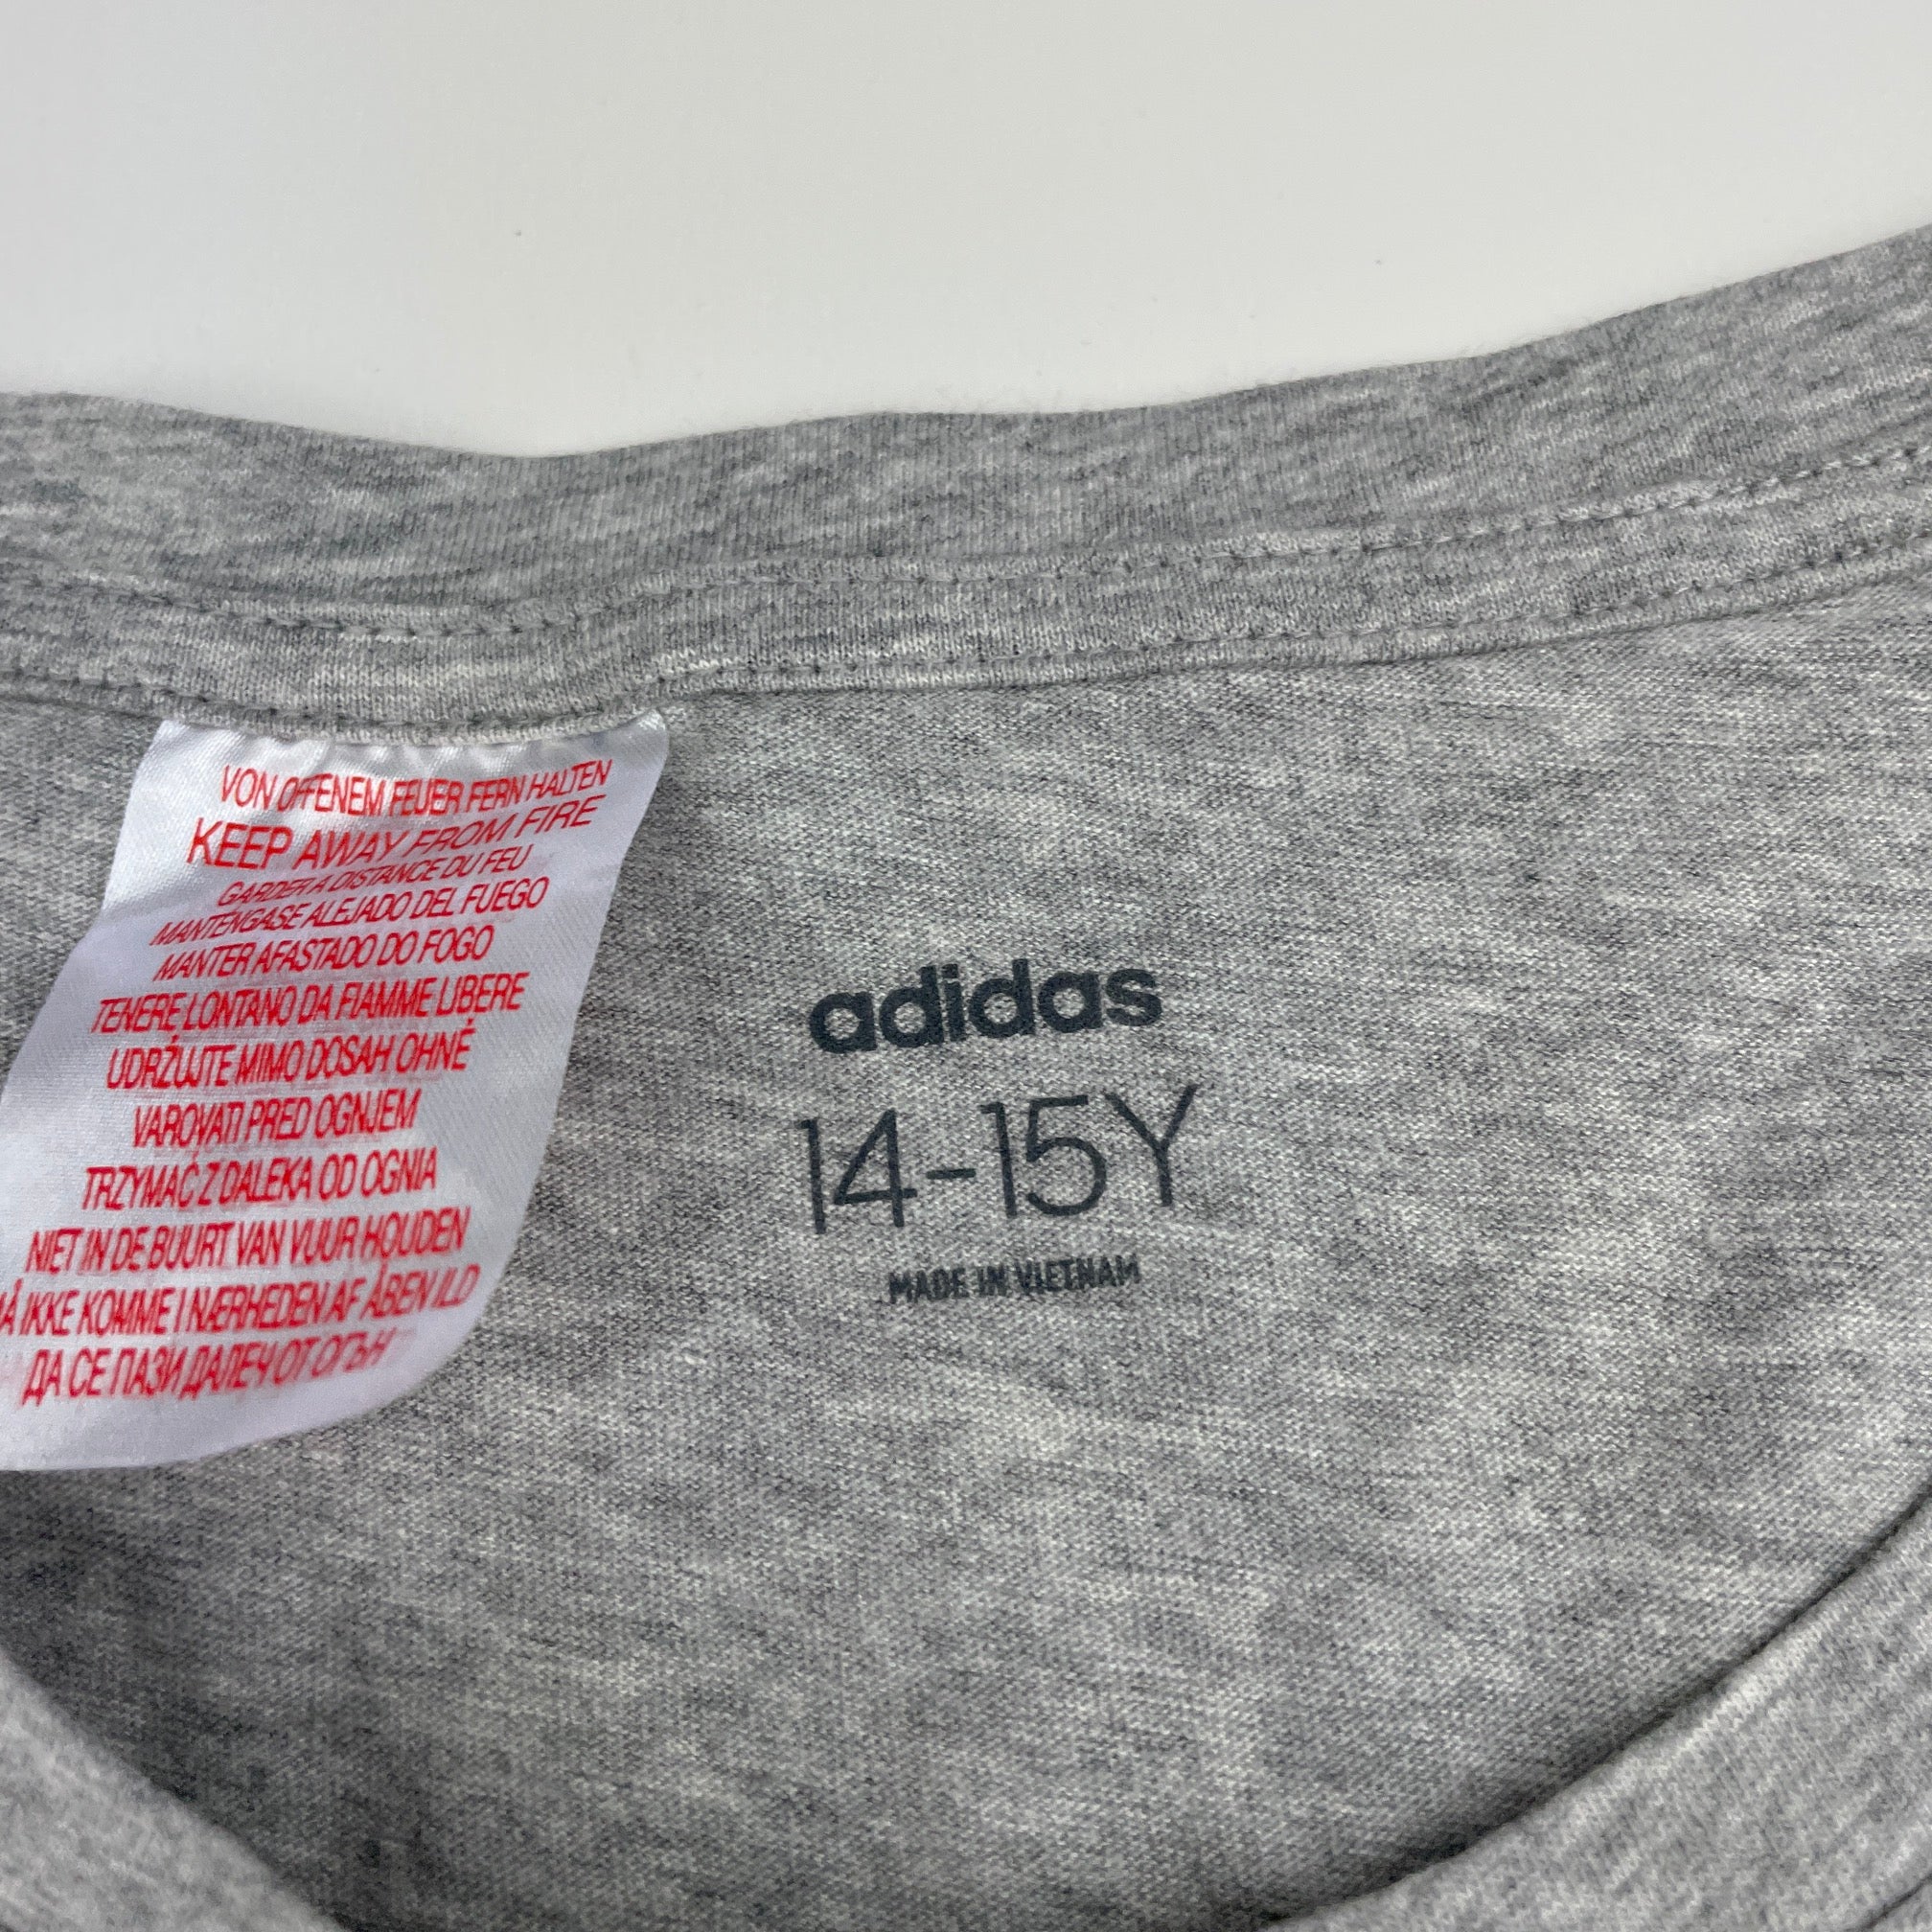 VON OFFENEM FEUER FERN HALTEN
KEEP AWAY FROM FIRE
GARDER A DISTANCE DU FEU
MANTÉNGASE ALEJADO DEL FUEGO
MANTER AFASTADO DO FOGO
TENERE LONTANO DA FIAMME LIBERE
UDRŽUJTE MIMO DOSAH OHNĚ
VAROVATI PRED OGNJEM
TRZYMAĆ Z DALEKA OD OGNIA
NIET IN DE BUURT VAN VUUR HOUDEN
IKKE KOMME I NÆRHEDEN AF ÅBEN ILD
ДА СЕ ПАЗИ ДАЛЕЧ ОТ ОГЪН
adidas
14-15Y
MADE IN VIETNAM